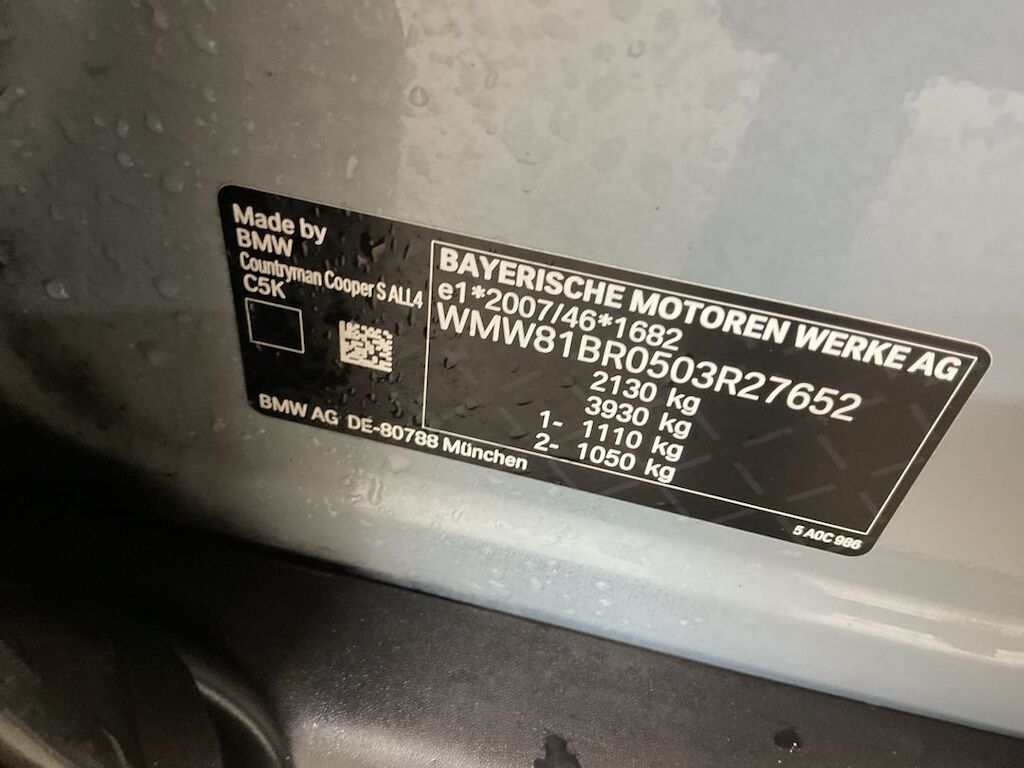 Made by
BMW
Countryman Cooper S ALL4
C5K
BMW AG DE-80788 München
BAYERISCHE MOTOREN WERKE AG
e1*2007/46*1682
WMW81BR0503R27652
2130 kg
3930 kg
1- 1110 kg
2- 1050 kg
5 A0C 986